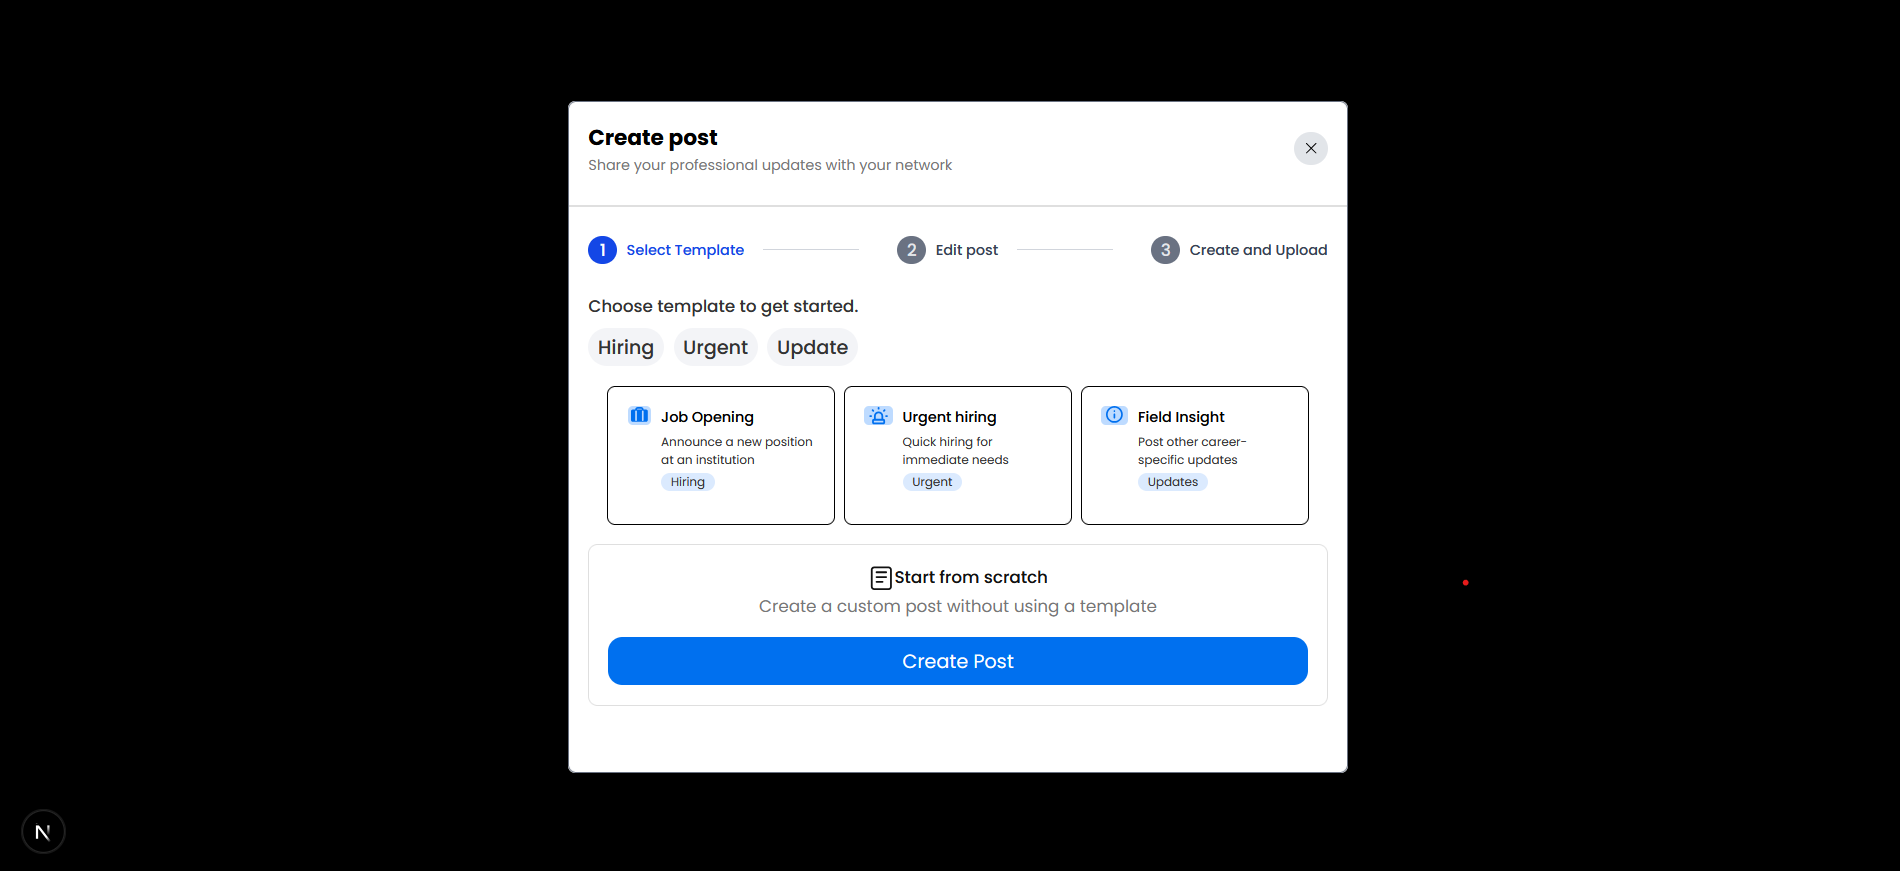 Create post
Share your professional updates with your network
1 Select Template 2 Edit post 3 Create and Upload
Choose template to get started.
Hiring Urgent Update
Job Opening
Announce a new position
at an institution
Hiring
Urgent hiring
Quick hiring for
immediate needs
Urgent
Field Insight
Post other career-
specific updates
Updates
Start from scratch
Create a custom post without using a template
Create Post
N